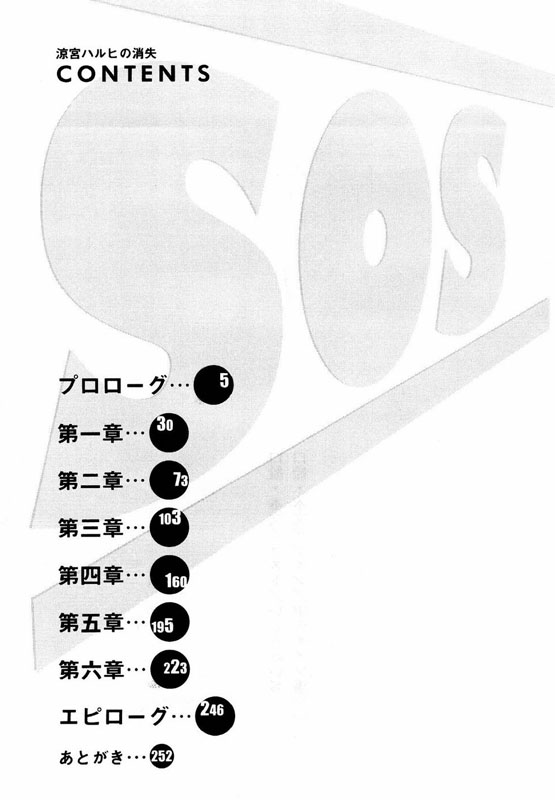 涼宮ハルヒの消失
CONTENTS
SOS
プロローグ…5
第一章…30
第二章…73
第三章…103
第四章…160
第五章…195
第六章…223
エピローグ…246
あとがき…252